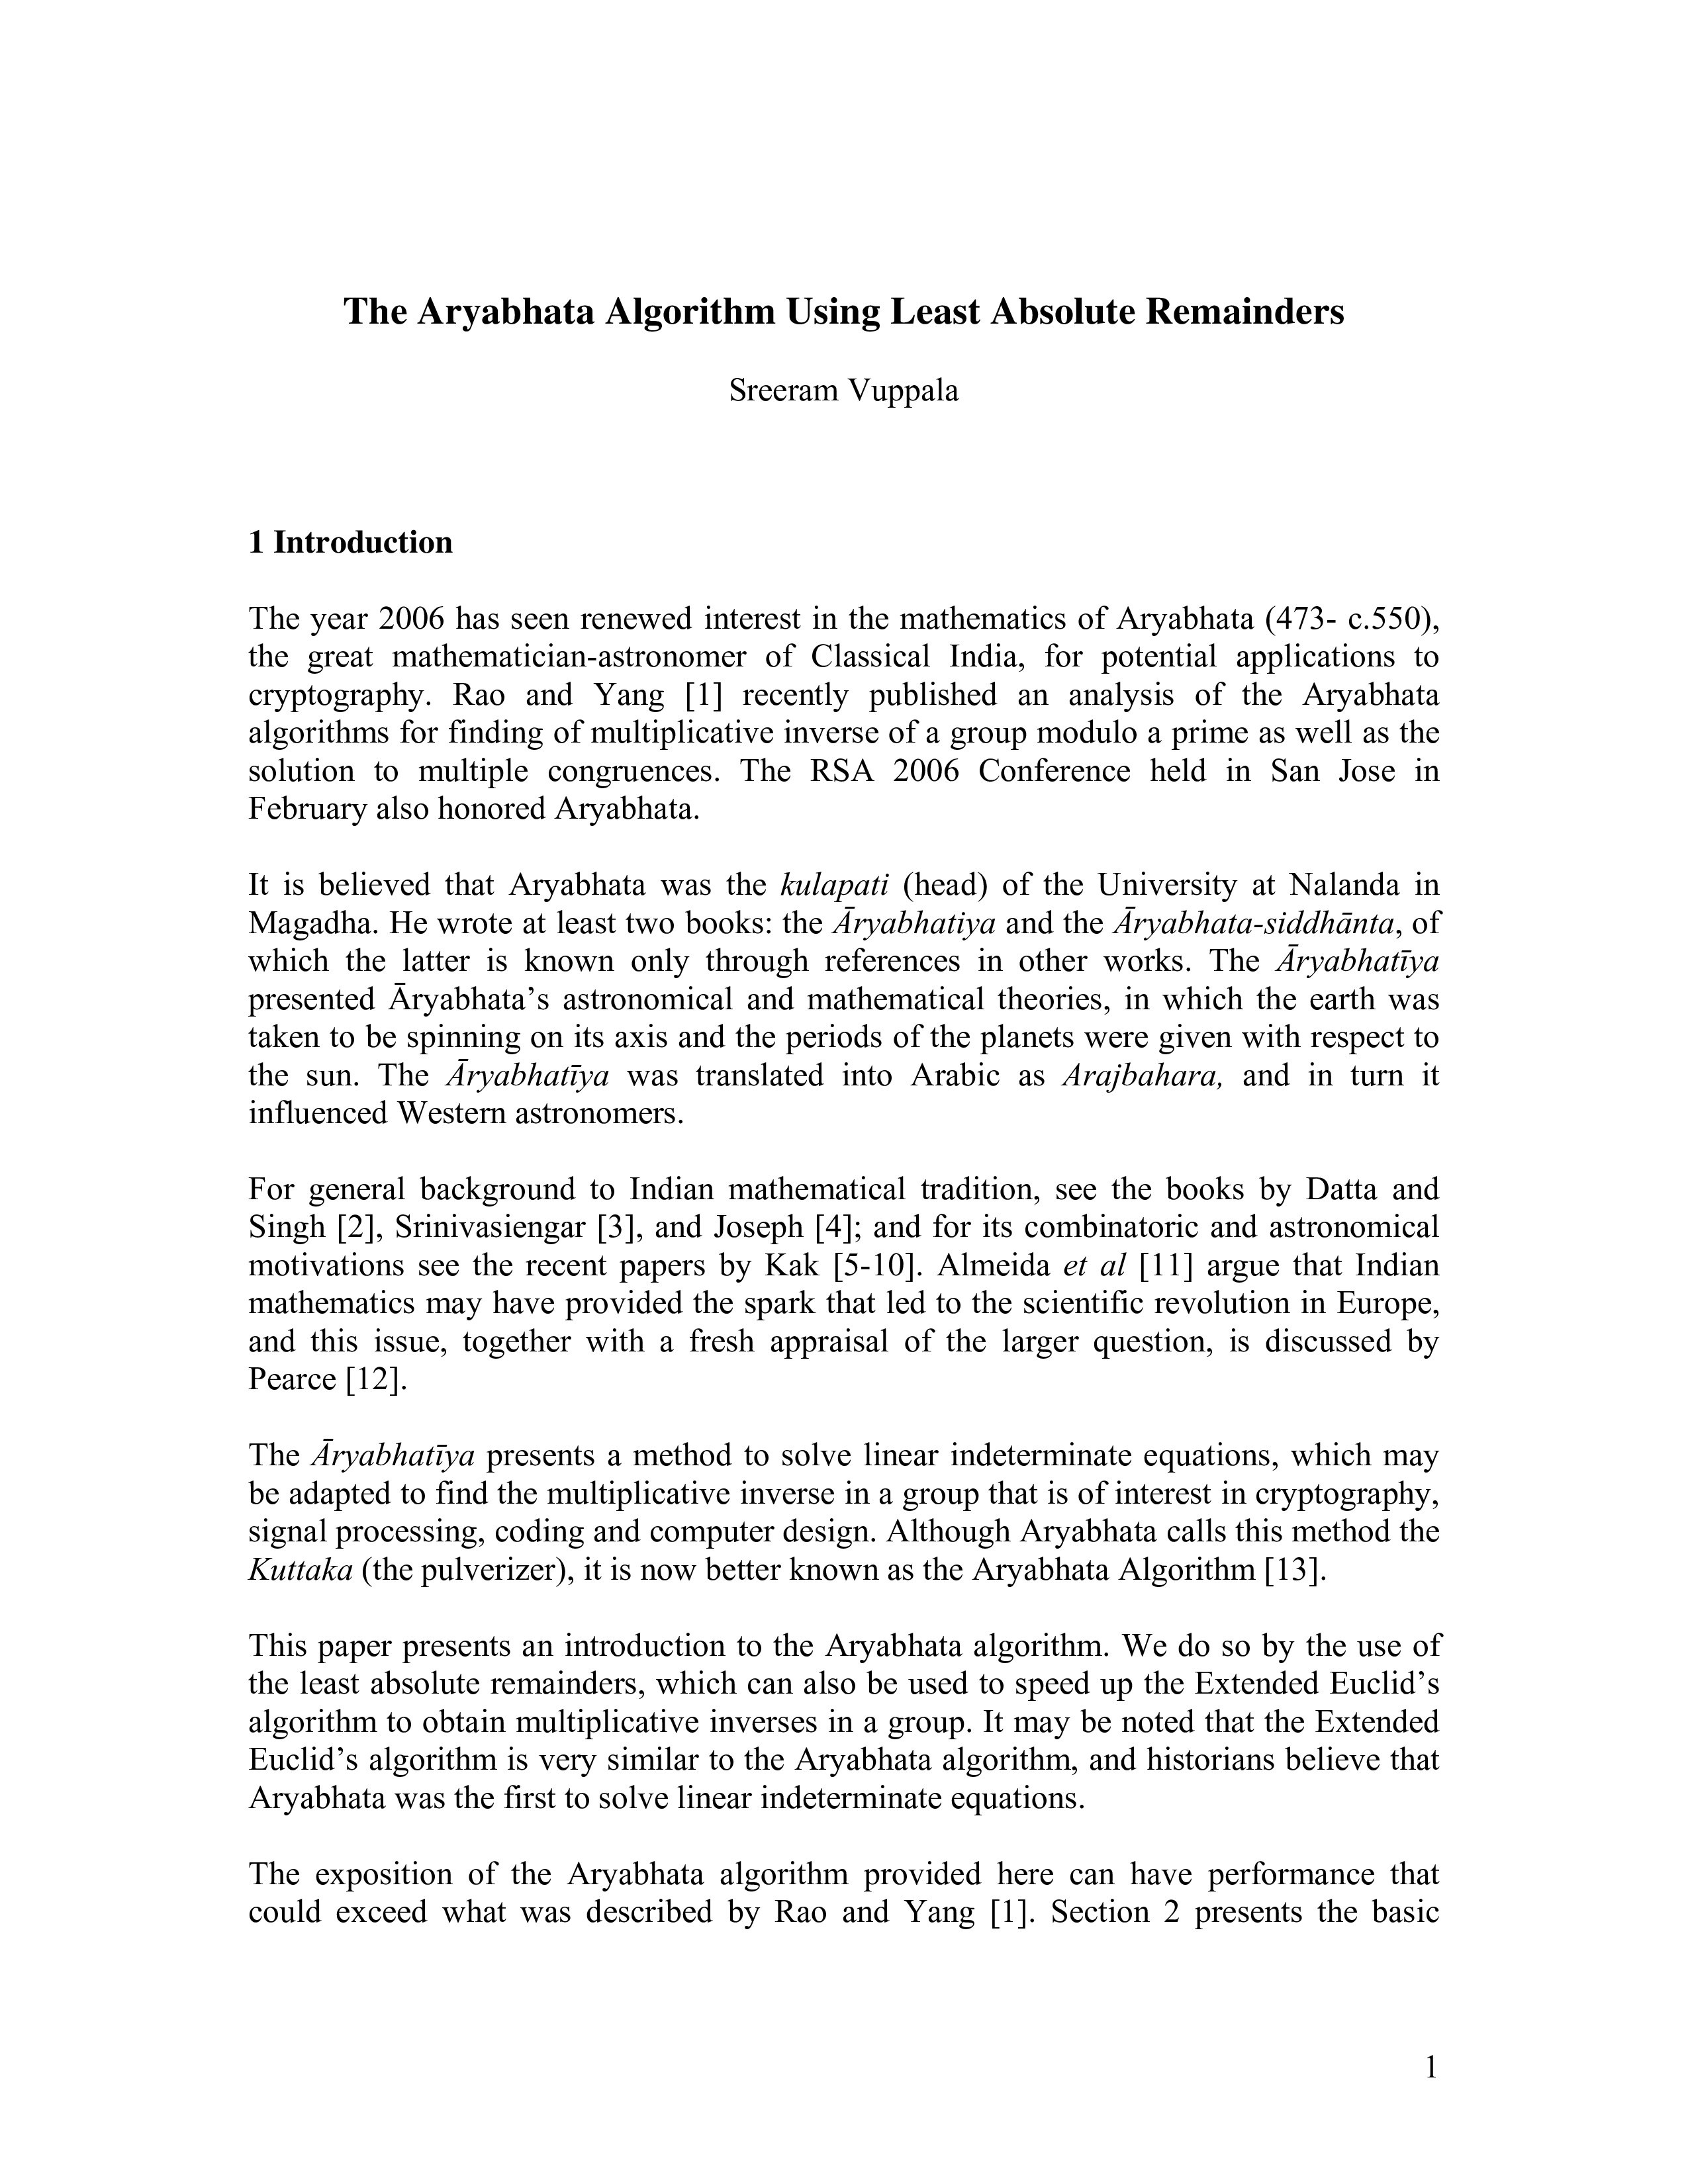 The Aryabhata Algorithm Using Least Absolute Remainders
Sreeram Vuppala
1 Introduction
The year 2006 has seen renewed interest in the mathematics of Aryabhata (473- c.550),
the great mathematician-astronomer of Classical India, for potential applications to
cryptography. Rao and Yang [1] recently published an analysis of the Aryabhata
algorithms for finding of multiplicative inverse of a group modulo a prime as well as the
solution to multiple congruences. The RSA 2006 Conference held in San Jose in
February also honored Aryabhata.
It is believed that Aryabhata was the kulapati (head) of the University at Nalanda in
Magadha. He wrote at least two books: the Āryabhatiya and the Āryabhata-siddhānta, of
which the latter is known only through references in other works. The Āryabhatīya
presented Āryabhata’s astronomical and mathematical theories, in which the earth was
taken to be spinning on its axis and the periods of the planets were given with respect to
the sun. The Āryabhatīya was translated into Arabic as Arajbahara, and in turn it
influenced Western astronomers.
For general background to Indian mathematical tradition, see the books by Datta and
Singh [2], Srinivasiengar [3], and Joseph [4]; and for its combinatoric and astronomical
motivations see the recent papers by Kak [5-10]. Almeida et al [11] argue that Indian
mathematics may have provided the spark that led to the scientific revolution in Europe,
and this issue, together with a fresh appraisal of the larger question, is discussed by
Pearce [12].
The Āryabhatīya presents a method to solve linear indeterminate equations, which may
be adapted to find the multiplicative inverse in a group that is of interest in cryptography,
signal processing, coding and computer design. Although Aryabhata calls this method the
Kuttaka (the pulverizer), it is now better known as the Aryabhata Algorithm [13].
This paper presents an introduction to the Aryabhata algorithm. We do so by the use of
the least absolute remainders, which can also be used to speed up the Extended Euclid’s
algorithm to obtain multiplicative inverses in a group. It may be noted that the Extended
Euclid’s algorithm is very similar to the Aryabhata algorithm, and historians believe that
Aryabhata was the first to solve linear indeterminate equations.
The exposition of the Aryabhata algorithm provided here can have performance that
could exceed what was described by Rao and Yang [1]. Section 2 presents the basic
1